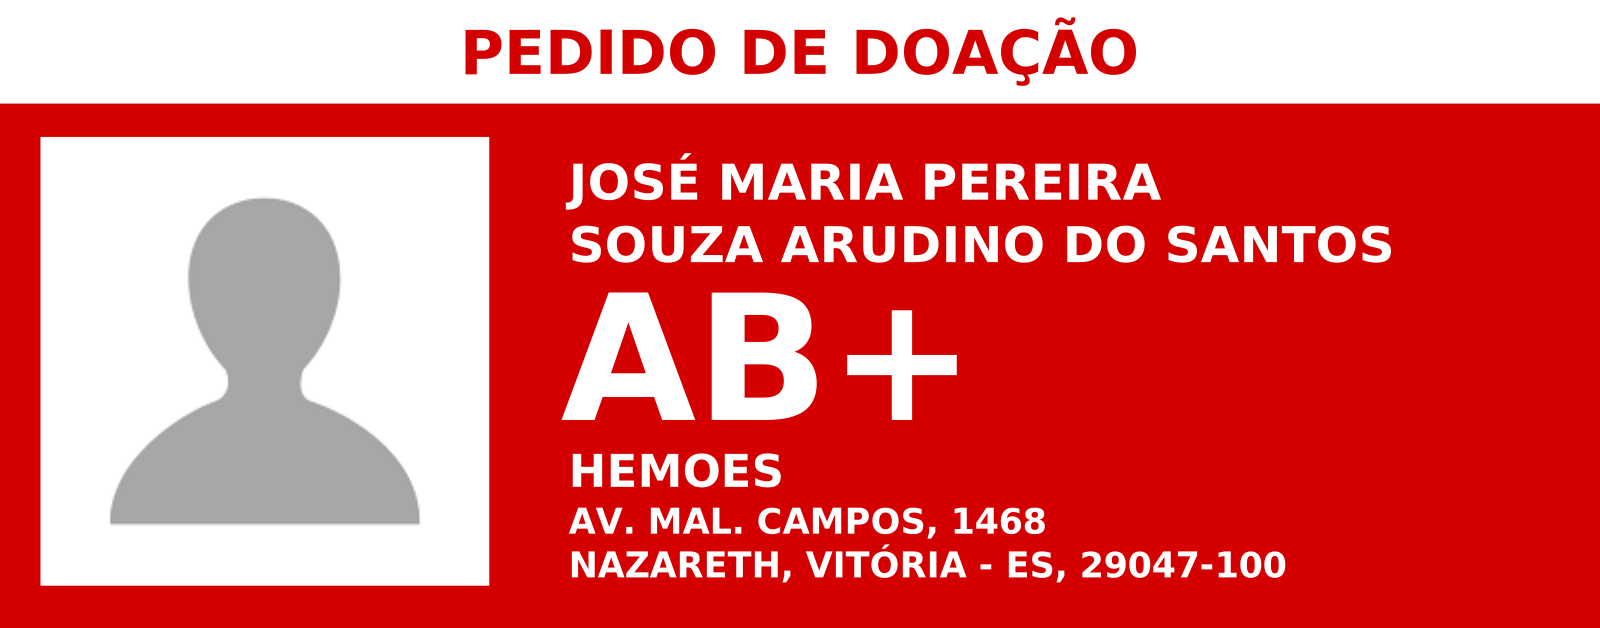 PEDIDO DE DOAÇÃO
JOSÉ MARIA PEREIRA
SOUZA ARUDINO DO SANTOS
AB+
HEMOES
AV. MAL. CAMPOS, 1468
NAZARETH, VITÓRIA - ES, 29047-100